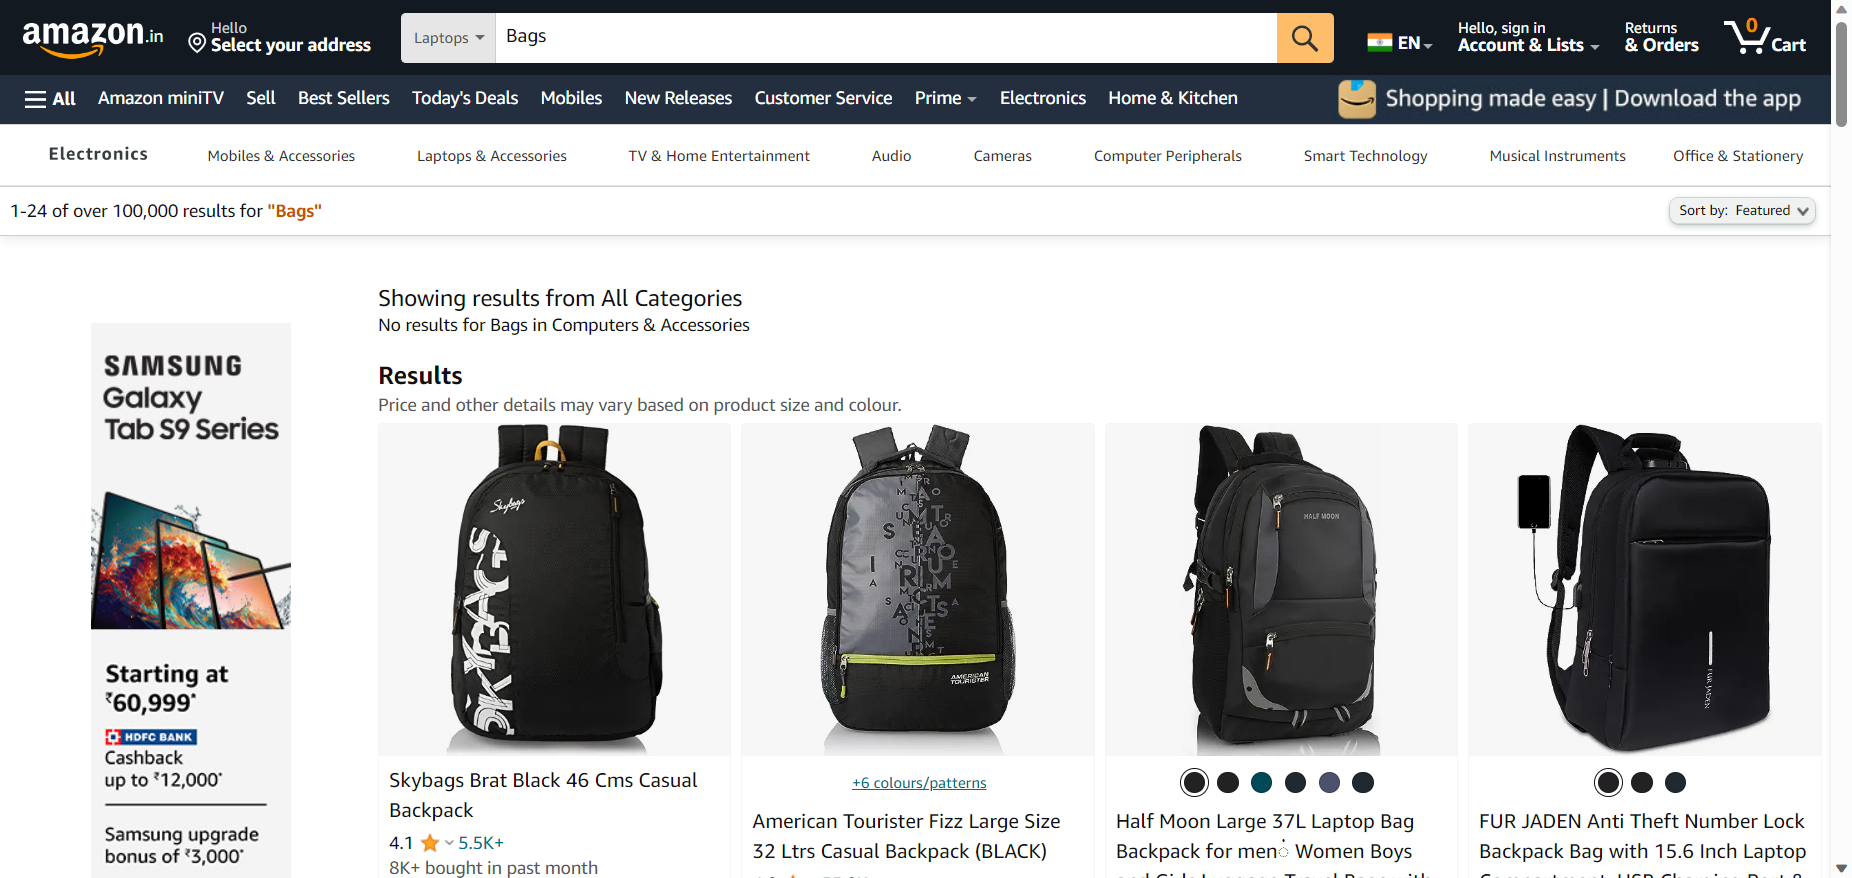 amazon.in
Hello
Select your address
Laptops
Bags
EN
Hello, sign in
Account & Lists
Returns
& Orders
0
Cart
All
Amazon miniTV
Sell
Best Sellers
Today's Deals
Mobiles
New Releases
Customer Service
Prime
Electronics
Home & Kitchen
Shopping made easy | Download the app
Electronics
Mobiles & Accessories
Laptops & Accessories
TV & Home Entertainment
Audio
Cameras
Computer Peripherals
Smart Technology
Musical Instruments
Office & Stationery
1-24 of over 100,000 results for "Bags"
Sort by: Featured
Showing results from All Categories
No results for Bags in Computers & Accessories
Results
Price and other details may vary based on product size and colour.
SAMSUNG
Galaxy
Tab S9 Series
Starting at
₹60,999*
HDFC BANK
Cashback
up to ₹12,000*
Samsung upgrade
bonus of ₹3,000*
Skybags
AMERICAN
TOURISTER
HALF MOON
FUR JADEN
Skybags Brat Black 46 Cms Casual
Backpack
4.1
5.5K+
8K+ bought in past month
+6 colours/patterns
American Tourister Fizz Large Size
32 Ltrs Casual Backpack (BLACK)
Half Moon Large 37L Laptop Bag
Backpack for men Women Boys
FUR JADEN Anti Theft Number Lock
Backpack Bag with 15.6 Inch Laptop